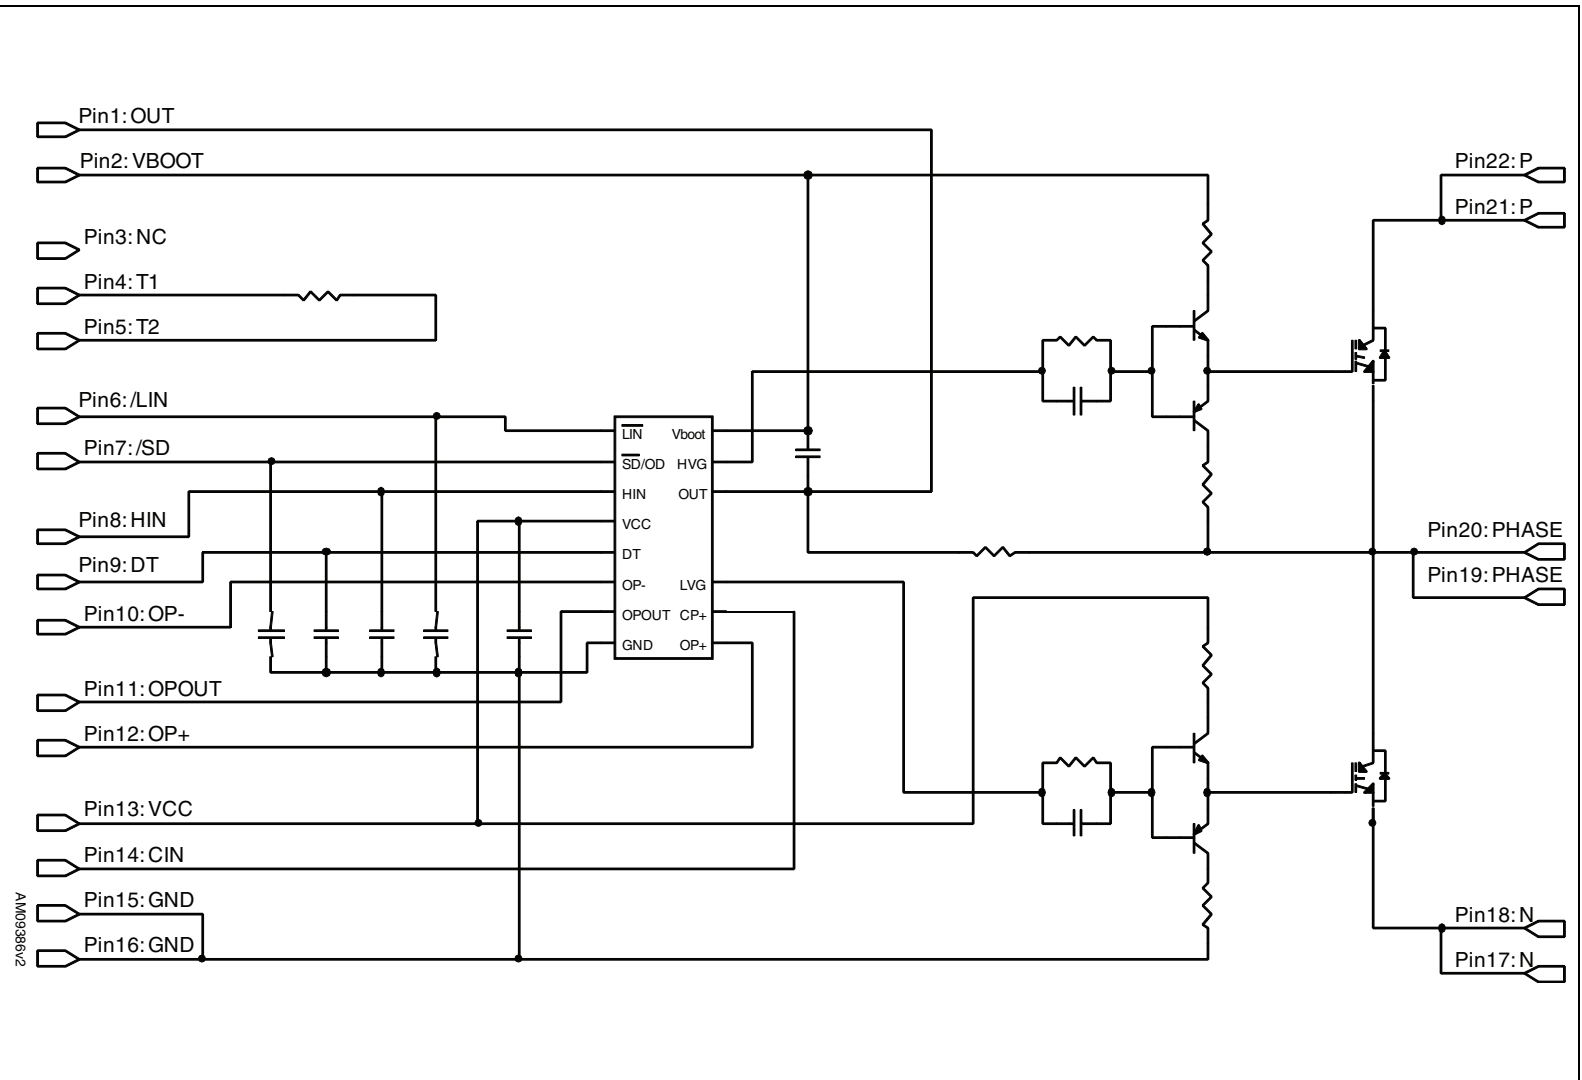 Pin1: OUT
Pin2: VBOOT
Pin3: NC
Pin4: T1
Pin5: T2
Pin6: /LIN
Pin7: /SD
Pin8: HIN
Pin9: DT
Pin10: OP-
Pin11: OPOUT
Pin12: OP+
Pin13: VCC
Pin14: CIN
Pin15: GND
Pin16: GND
LIN
SD/OD
HIN
VCC
DT
OP-
OPOUT
GND
Vboot
HVG
OUT
LVG
CP+
OP+
Pin22: P
Pin21: P
Pin20: PHASE
Pin19: PHASE
Pin18: N
Pin17: N
AM09386v2